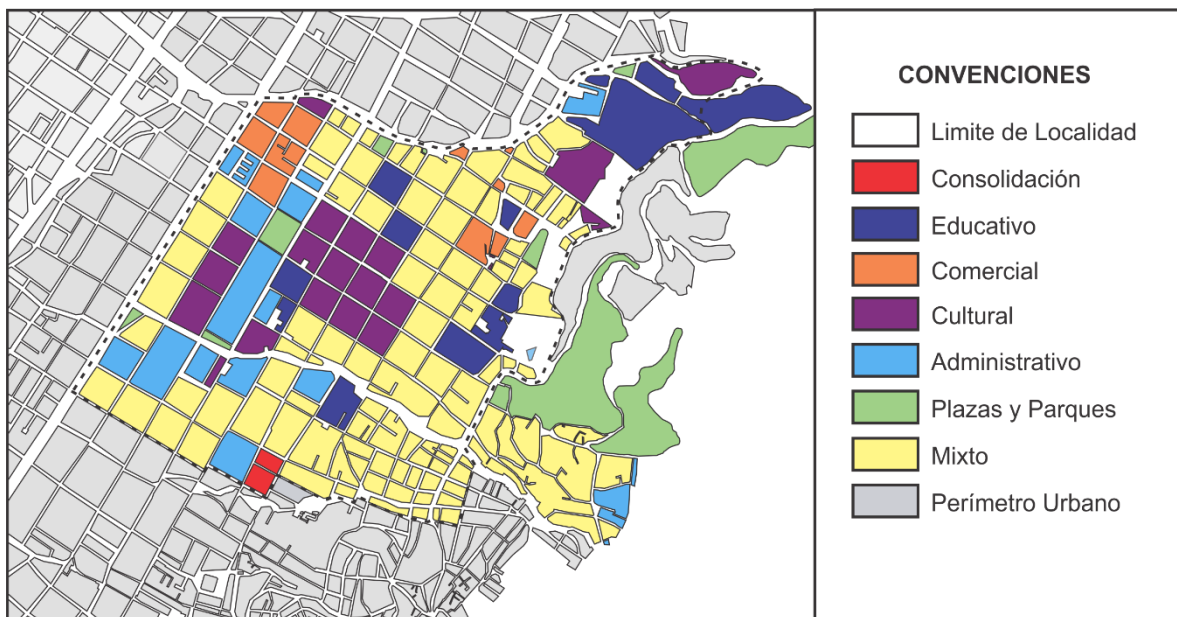 CONVENCIONES
Limite de Localidad
Consolidación
Educativo
Comercial
Cultural
Administrativo
Plazas y Parques
Mixto
Perímetro Urbano